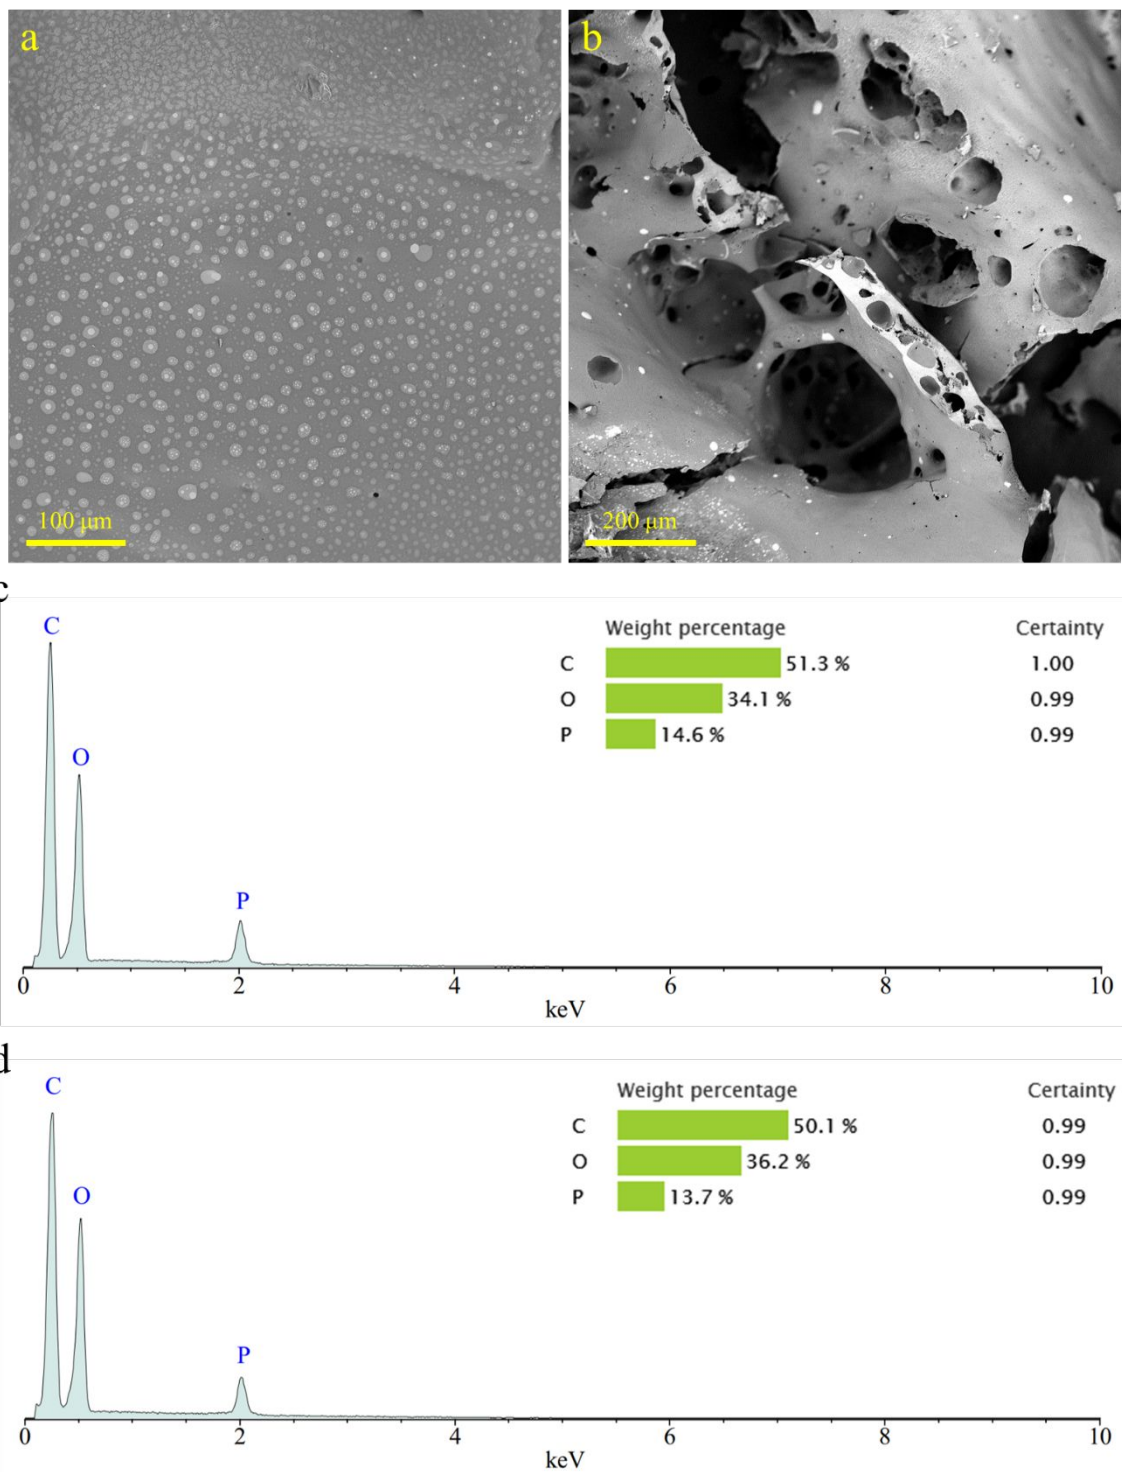 a
b
100 μm
200 μm
c
C
O
P
Weight percentage Certainty
C 51.3 % 1.00
O 34.1 % 0.99
P 14.6 % 0.99
0 2 4 6 8 10
keV
d
C
O
P
Weight percentage Certainty
C 50.1 % 0.99
O 36.2 % 0.99
P 13.7 % 0.99
0 2 4 6 8 10
keV